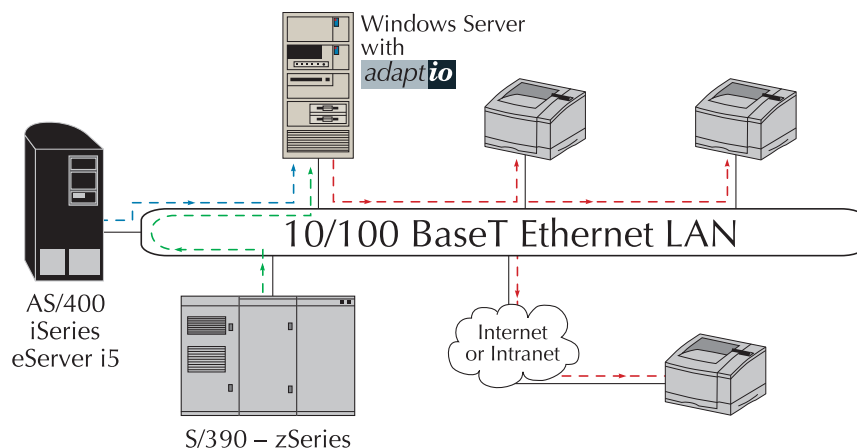 Windows Server
with
adaptio
10/100 BaseT Ethernet LAN
AS/400
iSeries
eServer i5
Internet
or Intranet
S/390 – zSeries